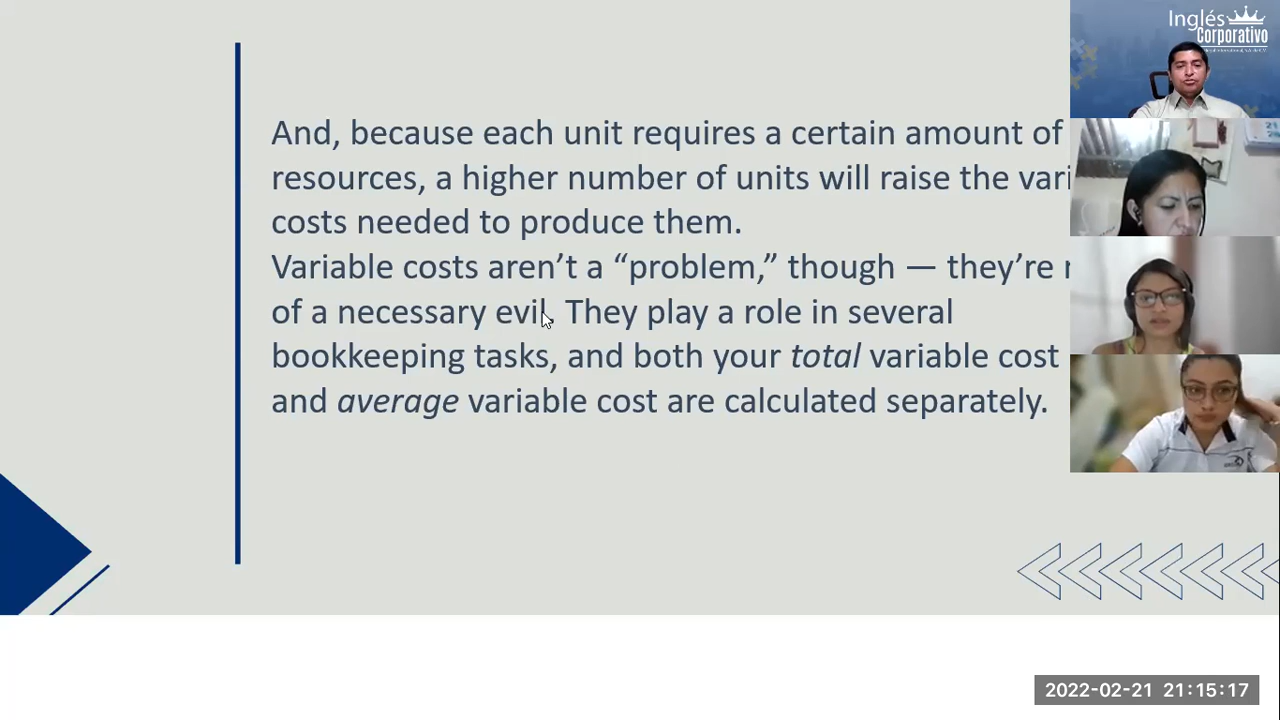 And, because each unit requires a certain amount of
resources, a higher number of units will raise the vari
costs needed to produce them.
Variable costs aren’t a “problem,” though — they’re
of a necessary evil. They play a role in several
bookkeeping tasks, and both your total variable cost
and average variable cost are calculated separately.
Inglés
Corporativo
2022-02-21 21:15:17